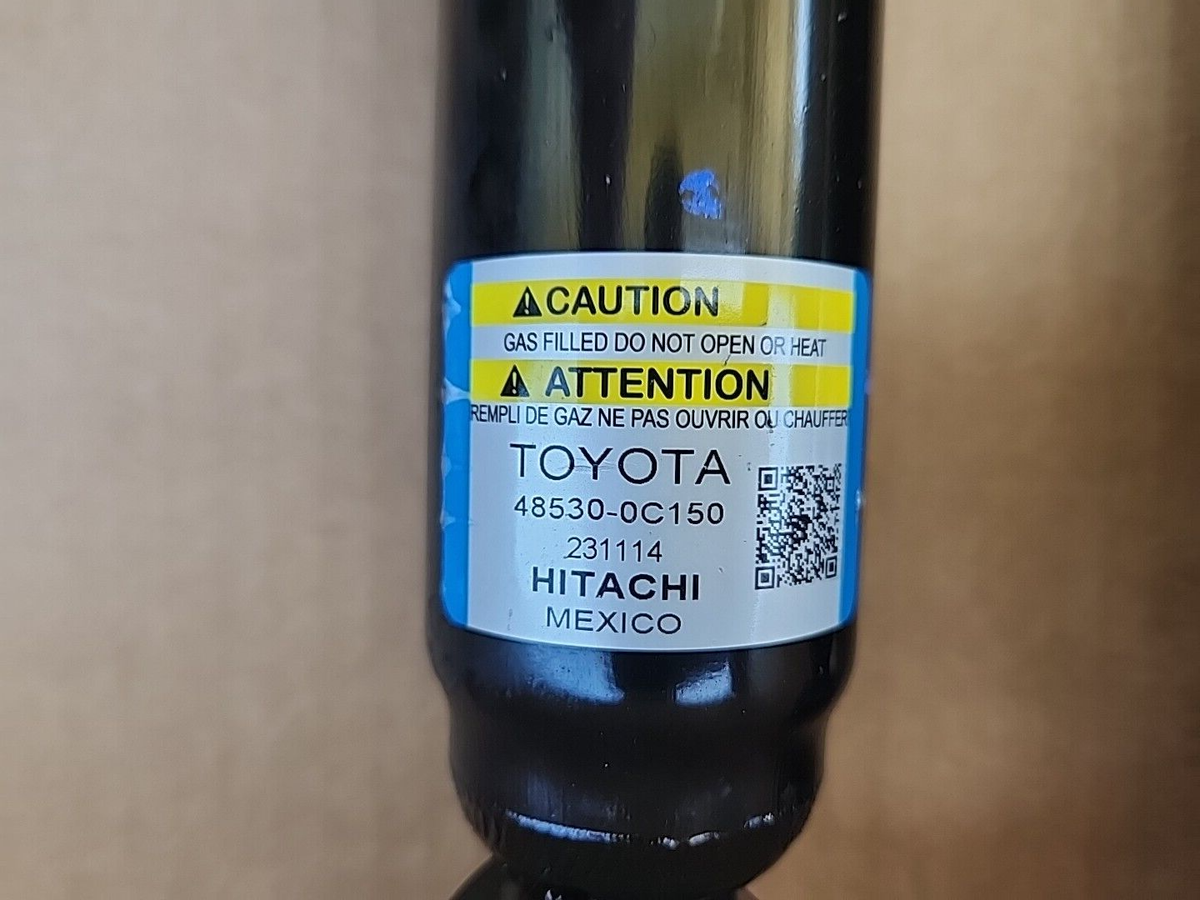 CAUTION
GAS FILLED DO NOT OPEN OR HEAT
ATTENTION
REMPLI DE GAZ NE PAS OUVRIR OU CHAUFFER
TOYOTA
48530-0C150
231114
HITACHI
MEXICO